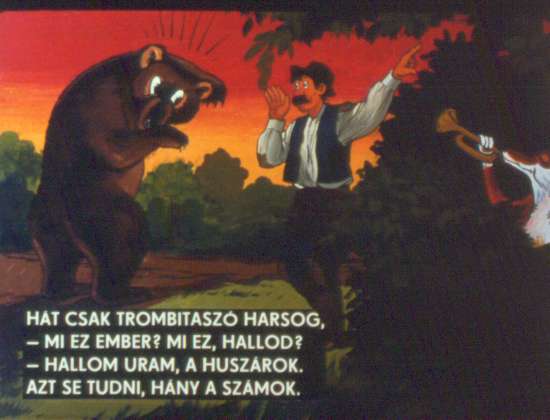 HÁT CSAK TROMBITASZÓ HARSOG,
– MI EZ EMBER? MI EZ, HALLOD?
– HALLOM URAM, A HUSZÁROK.
AZT SE TUDNI, HÁNY A SZÁMOK.